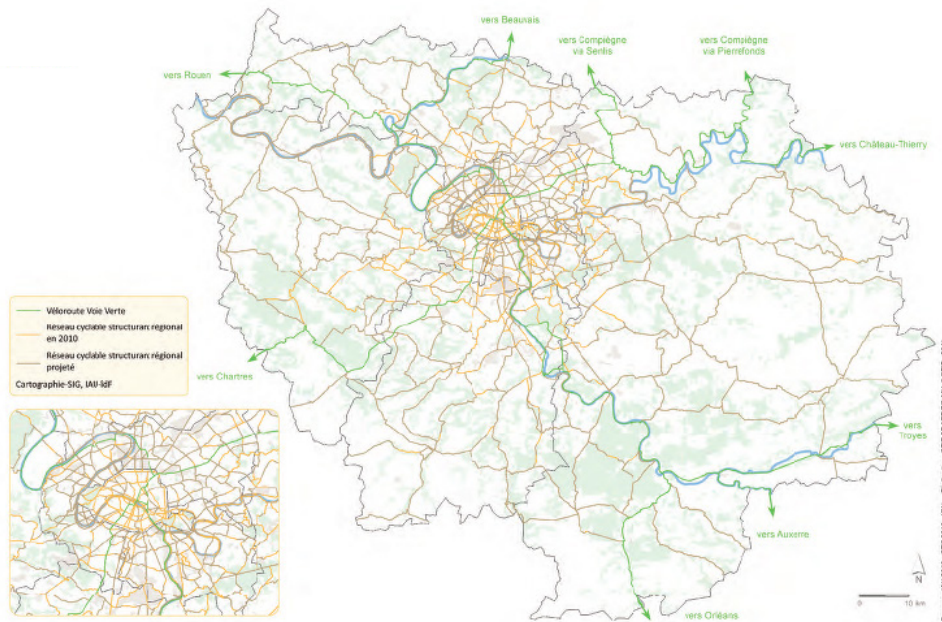 vers Beauvais
vers Compiègne
via Senlis
vers Compiègne
via Pierrefonds
vers Rouen
vers Château-Thierry
Véloroute Voie Verte
Réseau cyclable structurant régional
en 2010
Réseau cyclable structurant régional
projeté
Cartographie-SIG, IAU-IdF
vers Chartres
vers
Troyes
vers Auxerre
vers Orléans
N
0 10 km